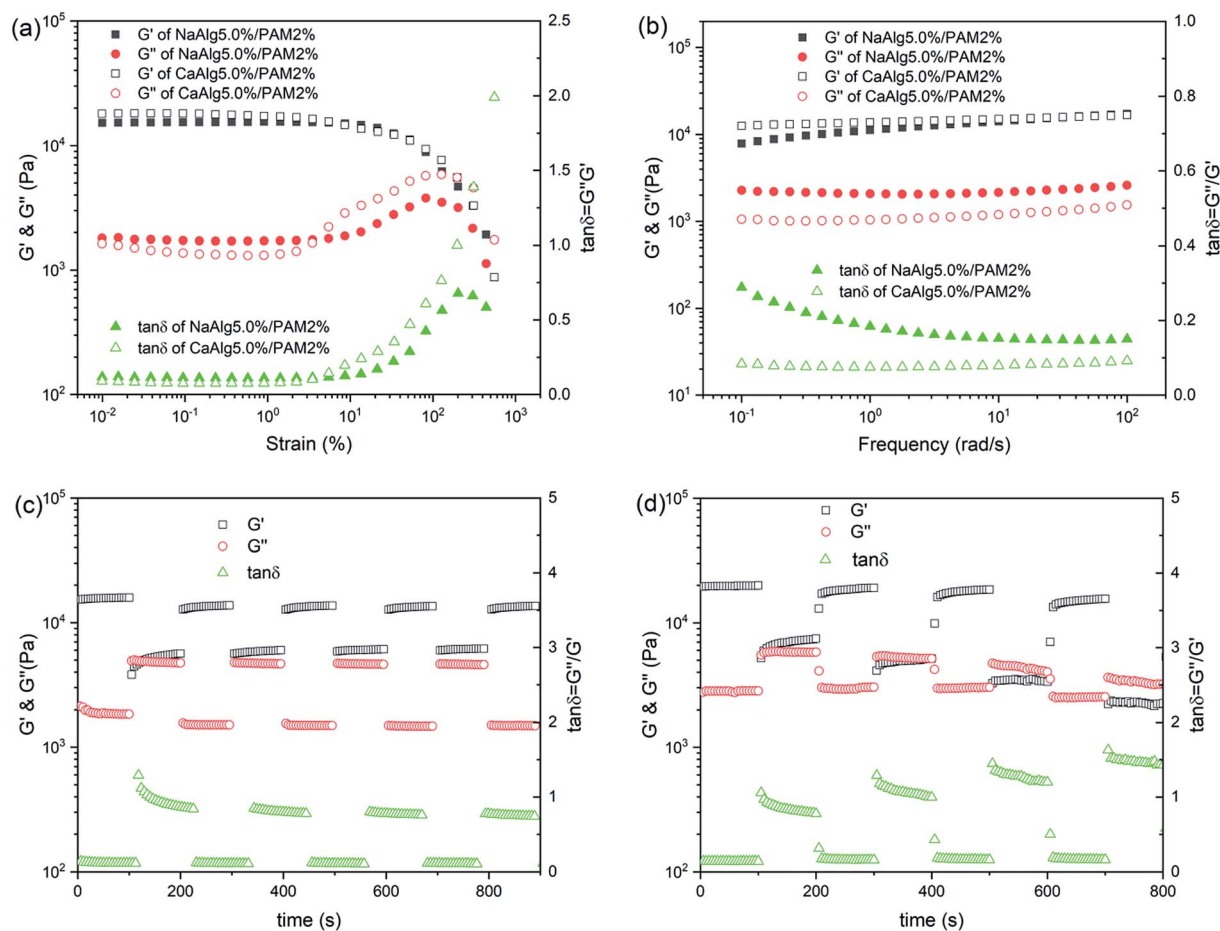 (a)
G' of NaAlg5.0%/PAM2%
G" of NaAlg5.0%/PAM2%
G' of CaAlg5.0%/PAM2%
G" of CaAlg5.0%/PAM2%
tanδ of NaAlg5.0%/PAM2%
tanδ of CaAlg5.0%/PAM2%
G' & G" (Pa)
10^4
10^3
10^2
10^-2
10^-1
10^0
10^1
10^2
10^3
Strain (%)
2.5
2.0
1.5
1.0
0.5
0.0
tanδ=G"G'
(b)
G' of NaAlg5.0%/PAM2%
G" of NaAlg5.0%/PAM2%
G' of CaAlg5.0%/PAM2%
G" of CaAlg5.0%/PAM2%
tanδ of NaAlg5.0%/PAM2%
tanδ of CaAlg5.0%/PAM2%
G' & G"(Pa)
10^5
10^4
10^3
10^2
10^1
10^-1
10^0
10^1
10^2
Frequency (rad/s)
1.0
0.8
0.6
0.4
0.2
0.0
tanδ=G"/G'
(c)
G'
G"
tanδ
G' & G"(Pa)
10^5
10^4
10^3
10^2
0
200
400
600
800
time (s)
5
4
3
2
1
0
tanδ=G"/G'
(d)
G'
G"
tanδ
G' & G"(Pa)
10^5
10^4
10^3
10^2
0
200
400
600
800
time (s)
5
4
3
2
1
0
tanδ=G"/G'